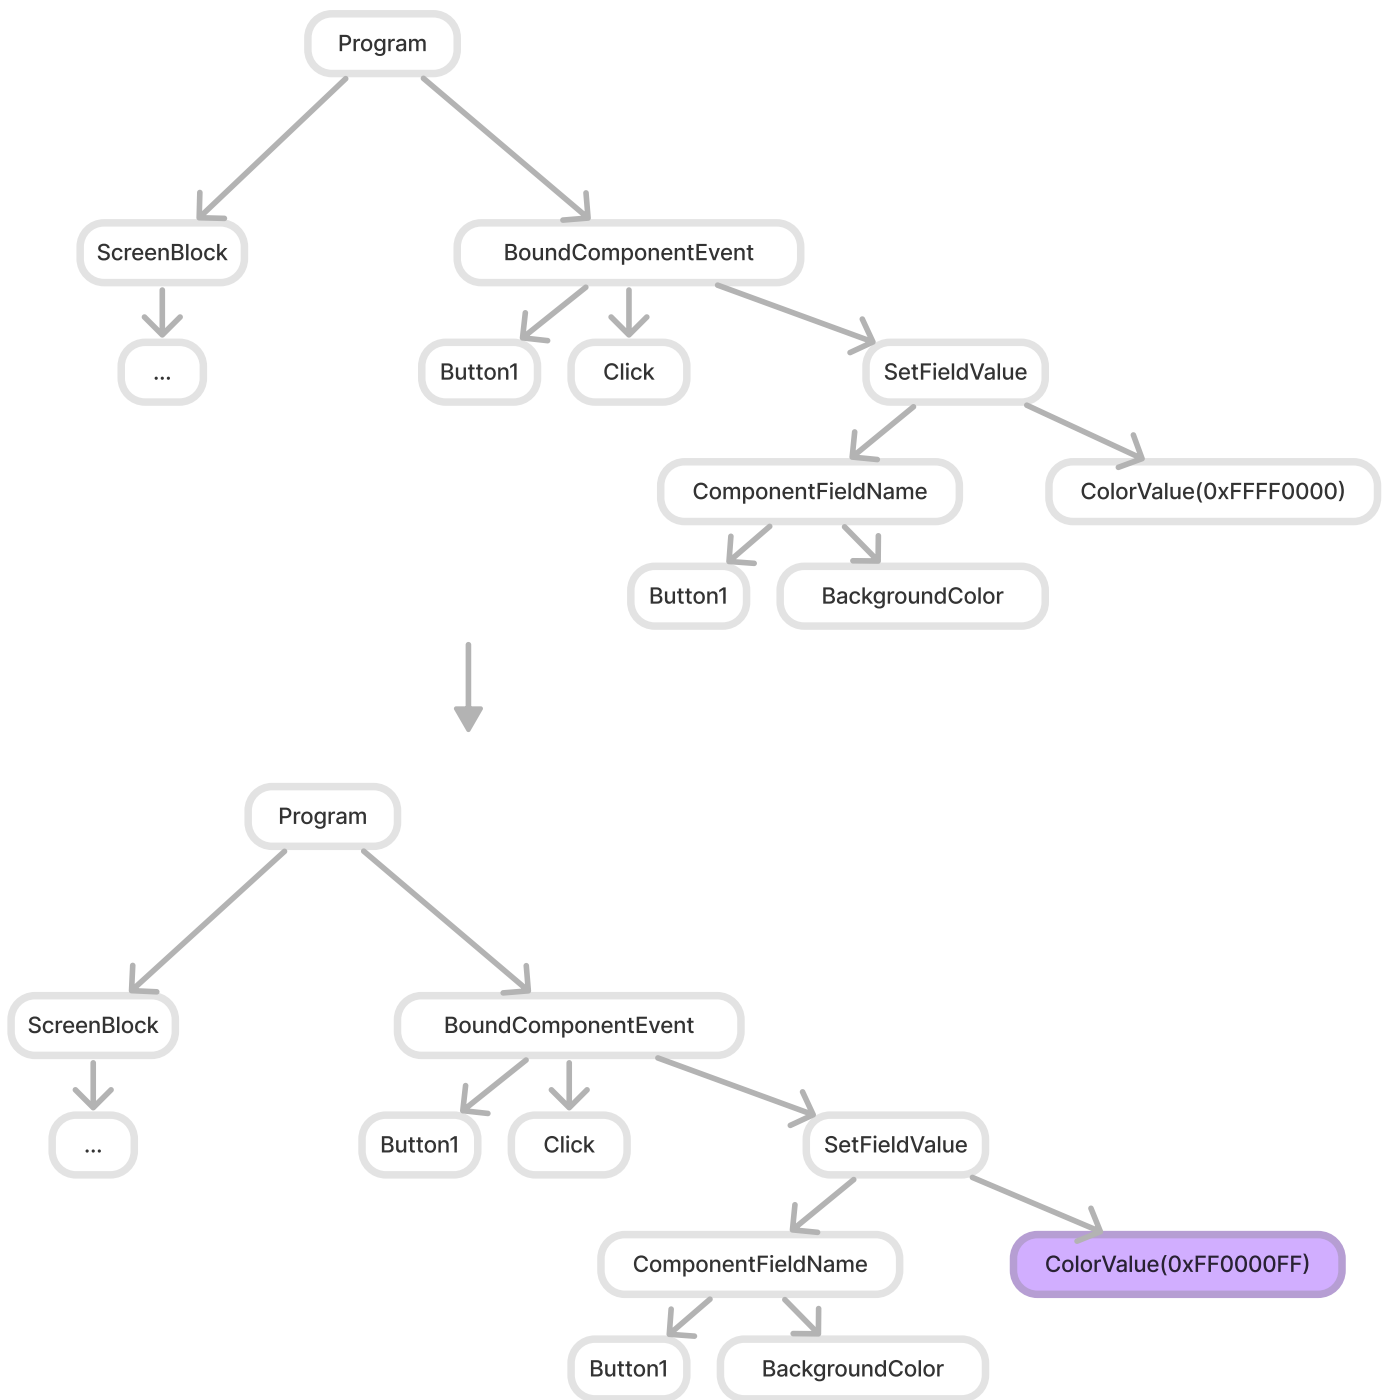 Program
ScreenBlock
BoundComponentEvent
...
Button1
Click
SetFieldValue
ComponentFieldName
ColorValue(0xFFFF0000)
Button1
BackgroundColor
Program
ScreenBlock
BoundComponentEvent
...
Button1
Click
SetFieldValue
ComponentFieldName
ColorValue(0xFF0000FF)
Button1
BackgroundColor